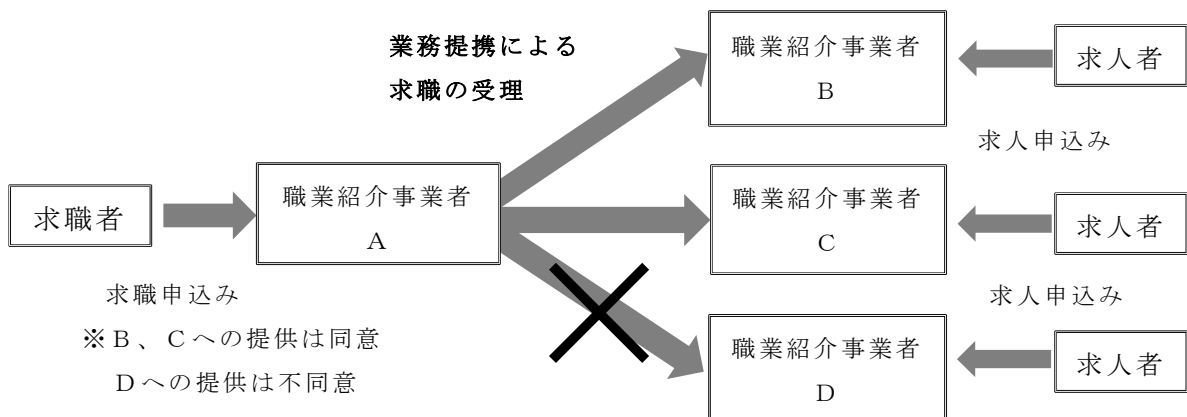 業務提携による
求職の受理
職業紹介事業者
B
求人者
求人申込み
求職者
職業紹介事業者
A
職業紹介事業者
C
求人者
求職申込み
※B、Cへの提供は同意
Dへの提供は不同意
求人申込み
職業紹介事業者
D
求人者